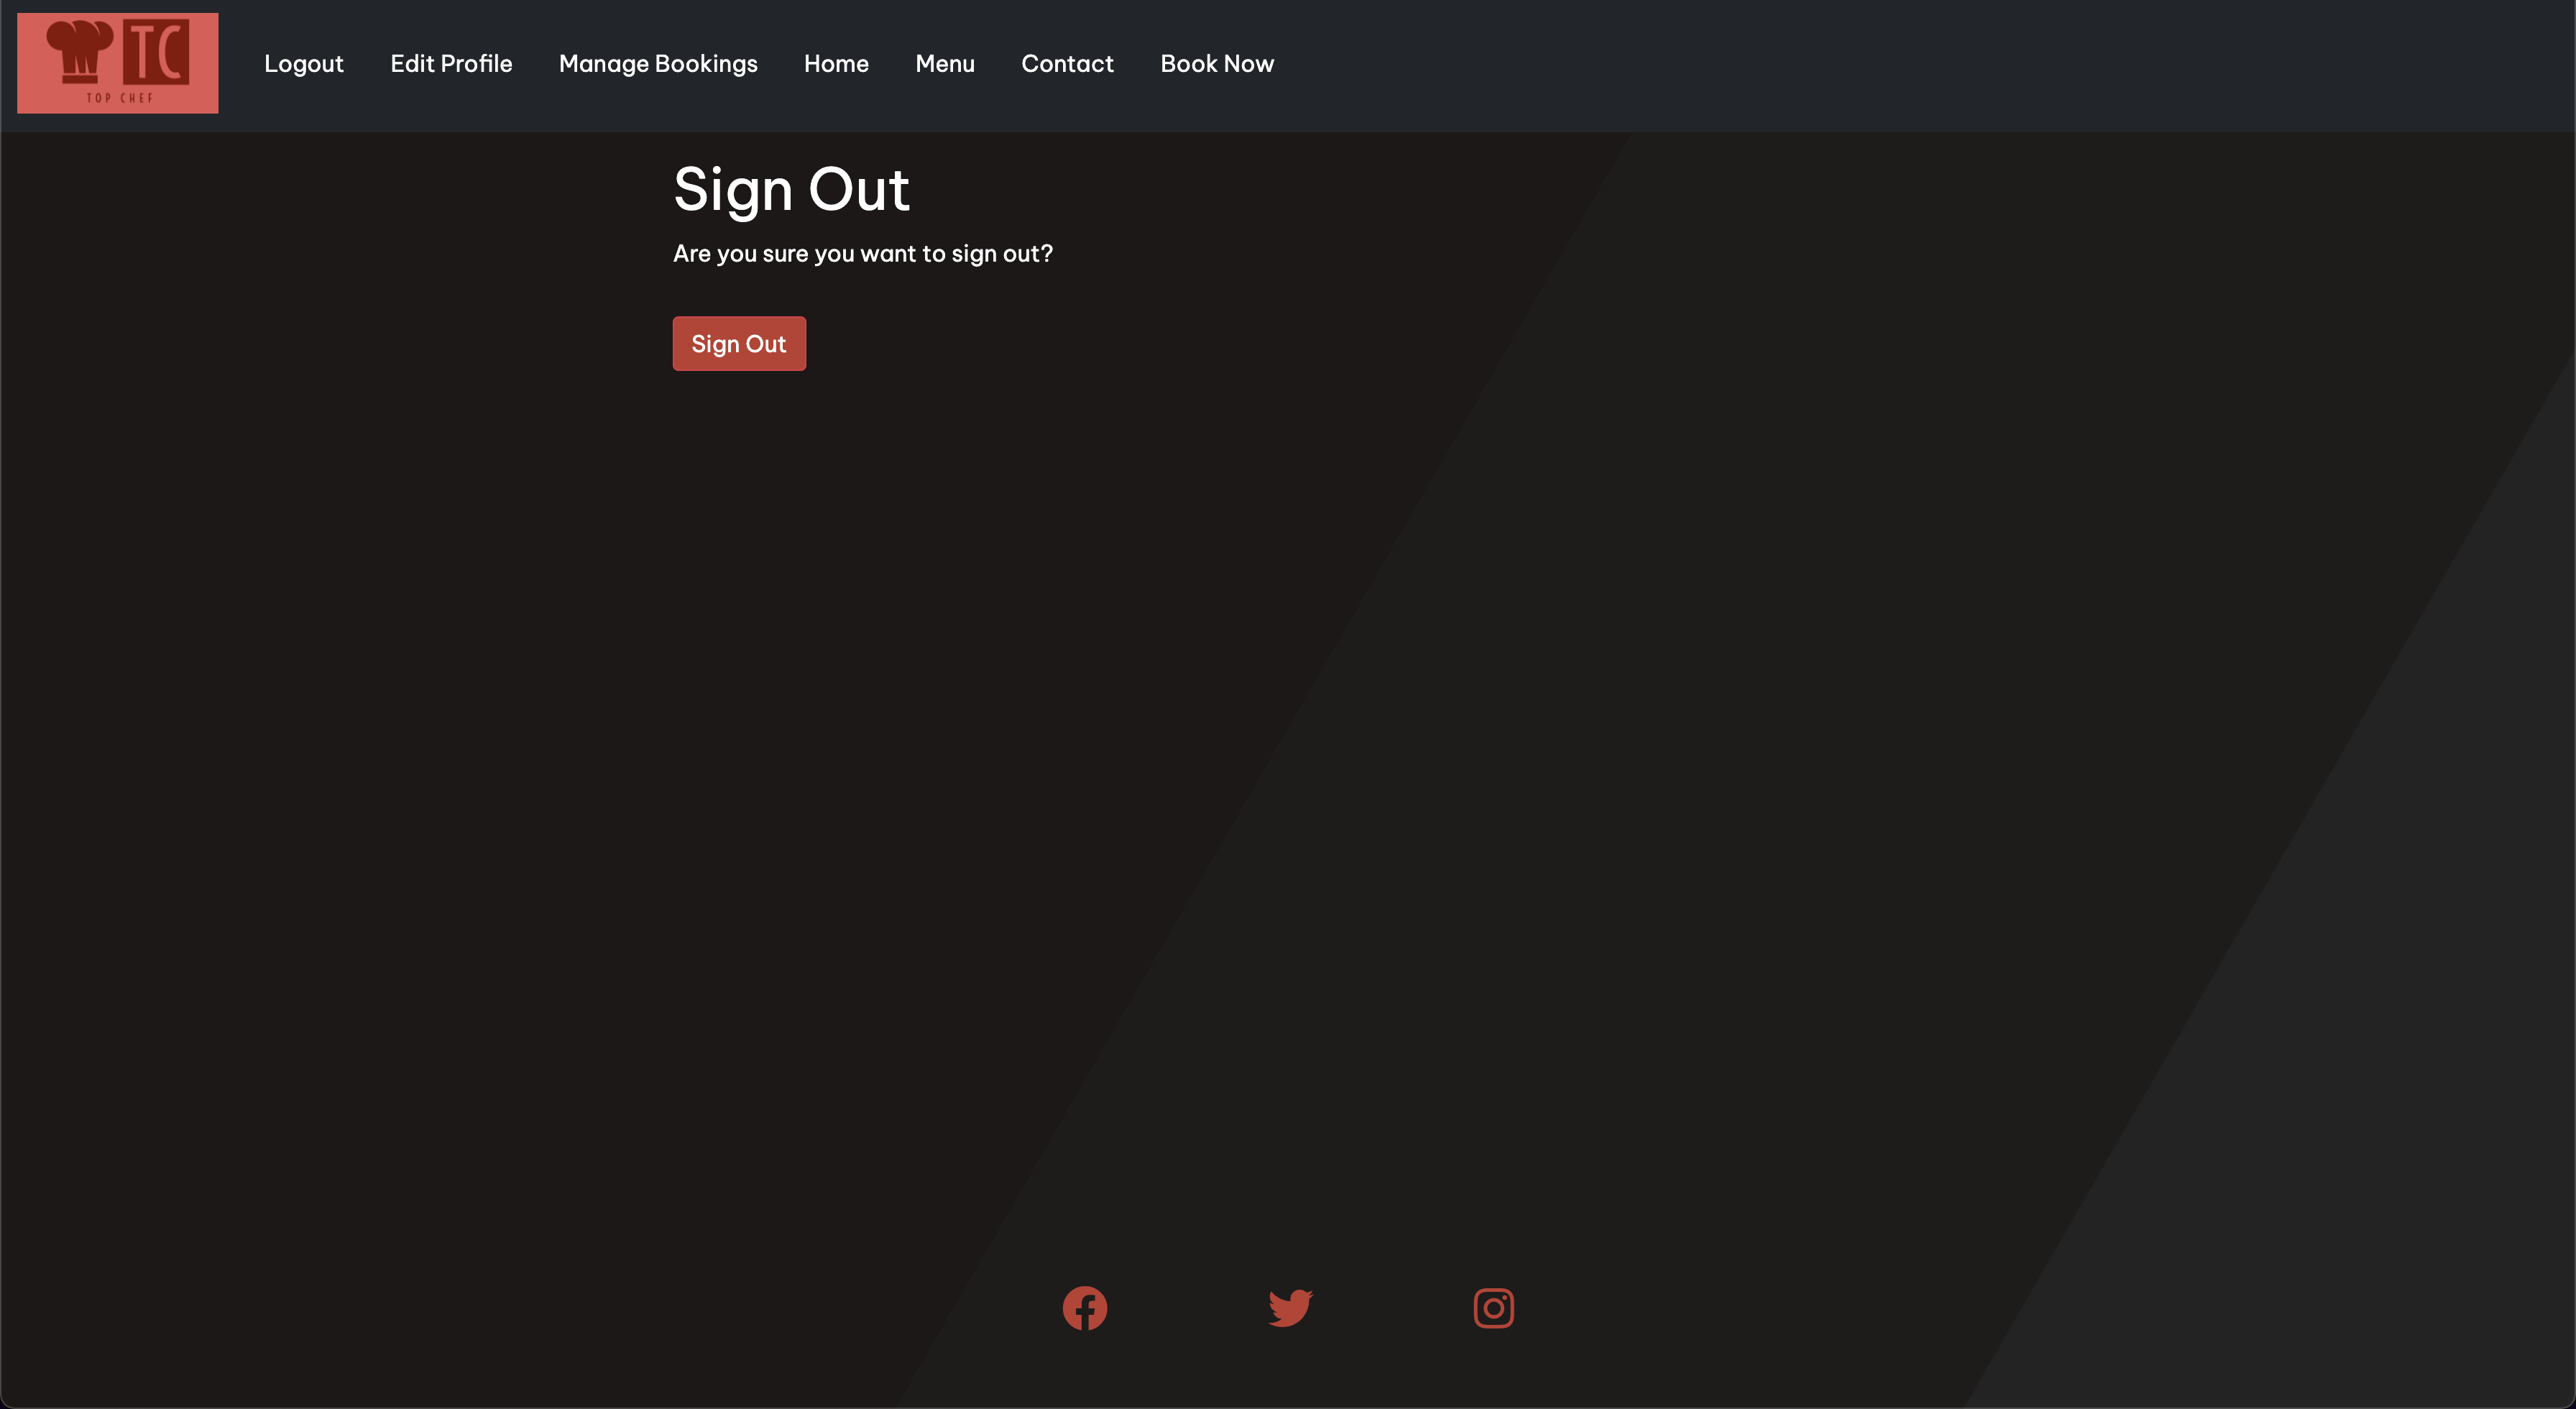 TC
TOP CHEF
Logout Edit Profile Manage Bookings Home Menu Contact Book Now
Sign Out
Are you sure you want to sign out?
Sign Out